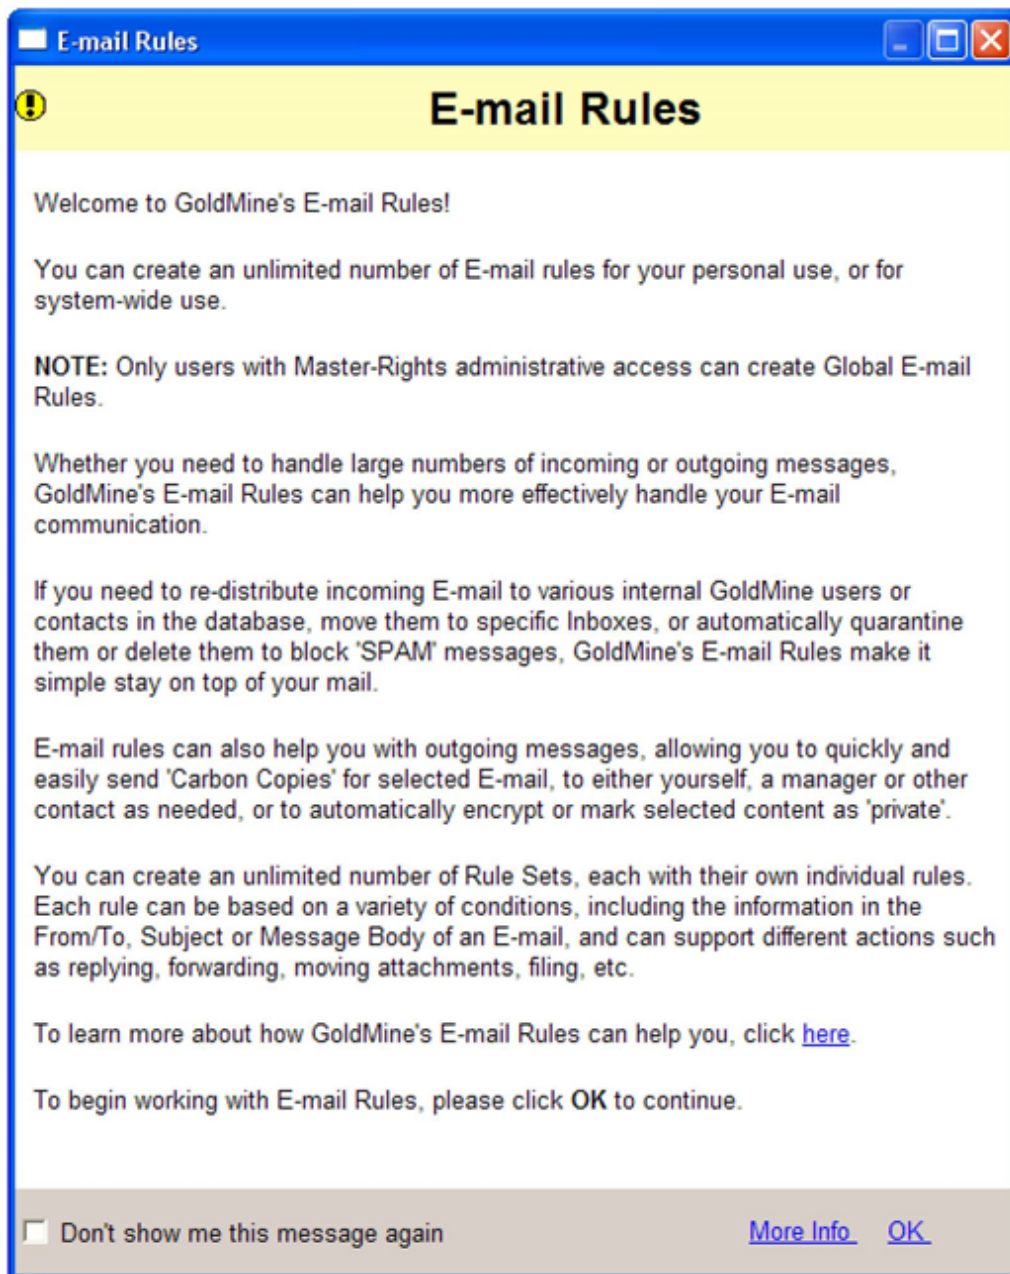 E-mail Rules
E-mail Rules
Welcome to GoldMine's E-mail Rules!
You can create an unlimited number of E-mail rules for your personal use, or for
system-wide use.
NOTE: Only users with Master-Rights administrative access can create Global E-mail
Rules.
Whether you need to handle large numbers of incoming or outgoing messages,
GoldMine's E-mail Rules can help you more effectively handle your E-mail
communication.
If you need to re-distribute incoming E-mail to various internal GoldMine users or
contacts in the database, move them to specific Inboxes, or automatically quarantine
them or delete them to block 'SPAM' messages, GoldMine's E-mail Rules make it
simple stay on top of your mail.
E-mail rules can also help you with outgoing messages, allowing you to quickly and
easily send 'Carbon Copies' for selected E-mail, to either yourself, a manager or other
contact as needed, or to automatically encrypt or mark selected content as 'private'.
You can create an unlimited number of Rule Sets, each with their own individual rules.
Each rule can be based on a variety of conditions, including the information in the
From/To, Subject or Message Body of an E-mail, and can support different actions such
as replying, forwarding, moving attachments, filing, etc.
To learn more about how GoldMine's E-mail Rules can help you, click here.
To begin working with E-mail Rules, please click OK to continue.
Don't show me this message again
More Info OK